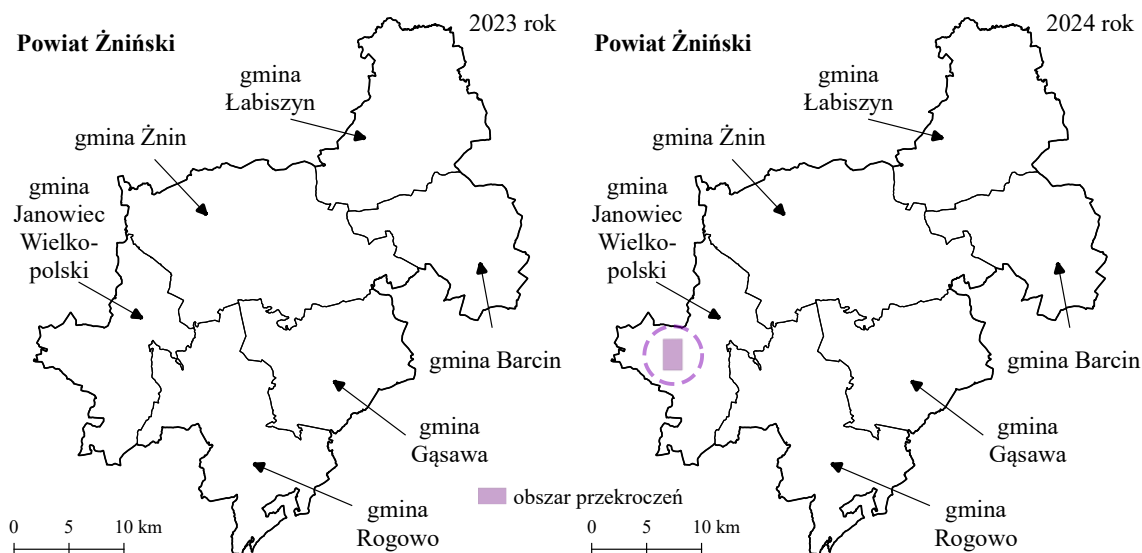 Powiat Żniński
2023 rok
gmina
Łabiszyn
gmina Żnin
gmina
Janowiec
Wielko-
polski
gmina Barcin
gmina
Gąsawa
gmina
Rogowo
0 5 10 km
obszar przekroczeń
Powiat Żniński
2024 rok
gmina
Łabiszyn
gmina Żnin
gmina
Janowiec
Wielko-
polski
gmina Barcin
gmina
Gąsawa
gmina
Rogowo
0 5 10 km